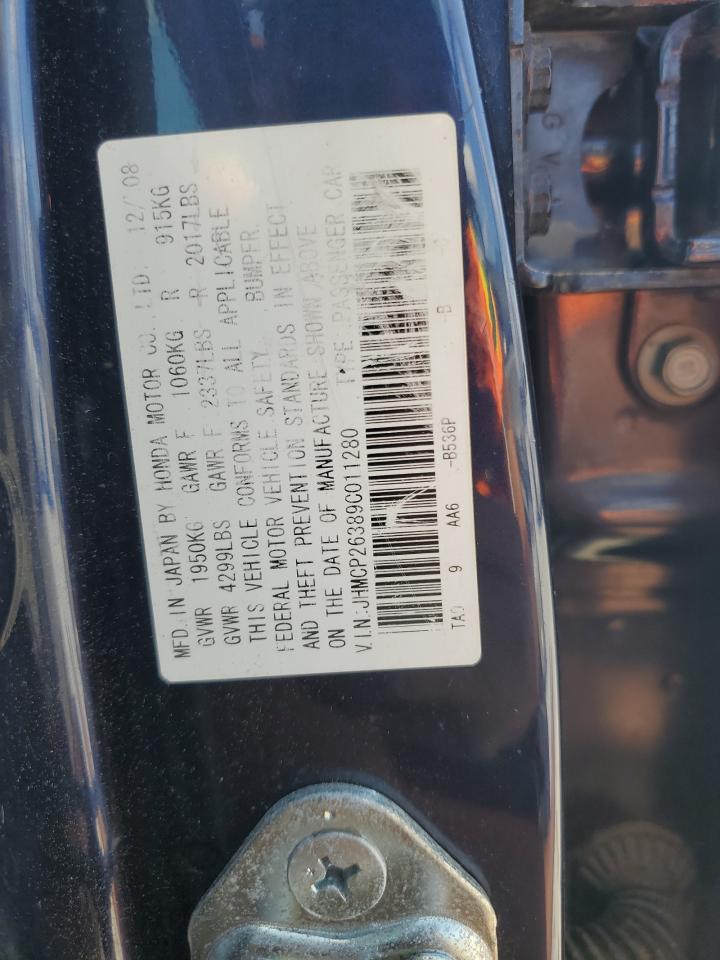 MFD. IN JAPAN BY HONDA MOTOR CO., LTD. 12/'08
GVWR 1950KG GAWR F 1060KG R 915KG
GVWR 4299LBS GAWR F 2337LBS R 2017LBS
THIS VEHICLE CONFORMS TO ALL APPLICABLE
FEDERAL MOTOR VEHICLE SAFETY, BUMPER,
AND THEFT PREVENTION STANDARDS IN EFFECT
ON THE DATE OF MANUFACTURE SHOWN ABOVE
V.I.N:JHMCP26389C011280 TYPE:PASSENGER CAR
9 AA6 -B536P -B -C
G V